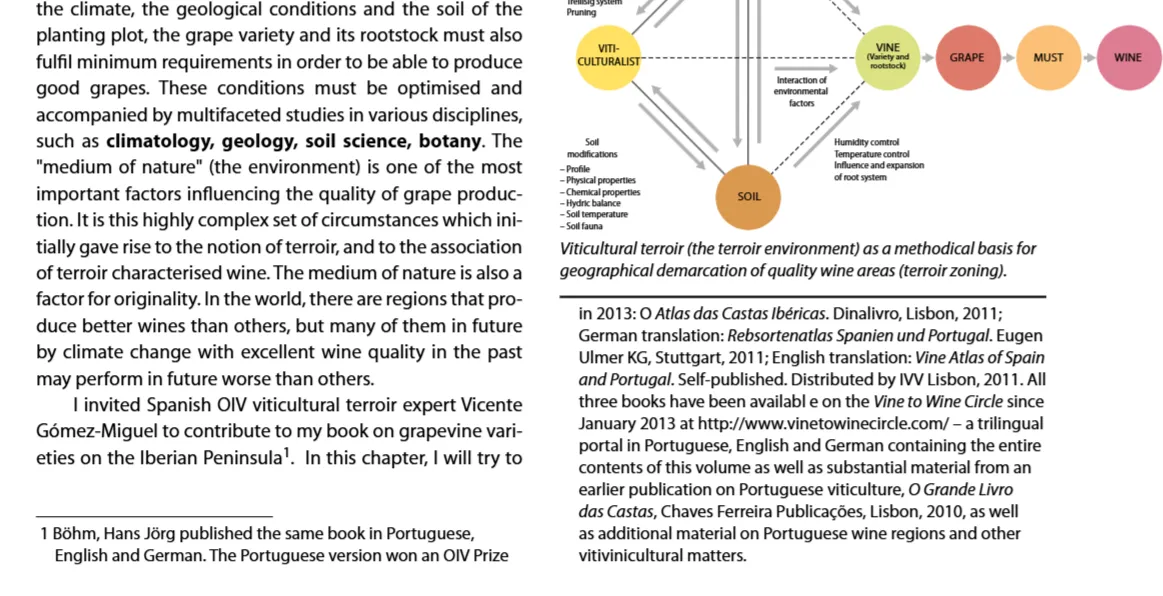 the climate, the geological conditions and the soil of the
planting plot, the grape variety and its rootstock must also
fulfil minimum requirements in order to be able to produce
good grapes. These conditions must be optimised and
accompanied by multifaceted studies in various disciplines,
such as climatology, geology, soil science, botany. The
"medium of nature" (the environment) is one of the most
important factors influencing the quality of grape produc-
tion. It is this highly complex set of circumstances which ini-
tially gave rise to the notion of terroir, and to the association
of terroir characterised wine. The medium of nature is also a
factor for originality. In the world, there are regions that pro-
duce better wines than others, but many of them in future
by climate change with excellent wine quality in the past
may perform in future worse than others.
I invited Spanish OIV viticultural terroir expert Vicente
Gómez-Miguel to contribute to my book on grapevine vari-
eties on the Iberian Peninsula1. In this chapter, I will try to
1 Böhm, Hans Jörg published the same book in Portuguese,
English and German. The Portuguese version won an OIV Prize
Trellisig system
Pruning
VITI-
CULTURALIST
VINE
(Variety and
rootstock)
GRAPE
MUST
WINE
Interaction of
environmental
factors
Soil
modifications
– Profile
– Physical properties
– Chemical properties
– Hydric balance
– Soil temperature
– Soil fauna
SOIL
Humidity comtrol
Temperature control
Influence and expansion
of root system
Viticultural terroir (the terroir environment) as a methodical basis for
geographical demarcation of quality wine areas (terroir zoning).
in 2013: O Atlas das Castas Ibéricas. Dinalivro, Lisbon, 2011;
German translation: Rebsortenatlas Spanien und Portugal. Eugen
Ulmer KG, Stuttgart, 2011; English translation: Vine Atlas of Spain
and Portugal. Self-published. Distributed by IVV Lisbon, 2011. All
three books have been availabl e on the Vine to Wine Circle since
January 2013 at http://www.vinetowinecircle.com/ – a trilingual
portal in Portuguese, English and German containing the entire
contents of this volume as well as substantial material from an
earlier publication on Portuguese viticulture, O Grande Livro
das Castas, Chaves Ferreira Publicações, Lisbon, 2010, as well
as additional material on Portuguese wine regions and other
vitivinicultural matters.